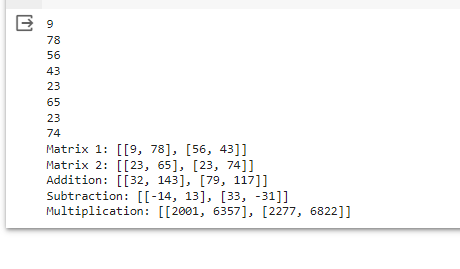 9
78
56
43
23
65
23
74
Matrix 1: [[9, 78], [56, 43]]
Matrix 2: [[23, 65], [23, 74]]
Addition: [[32, 143], [79, 117]]
Subtraction: [[-14, 13], [33, -31]]
Multiplication: [[2001, 6357], [2277, 6822]]